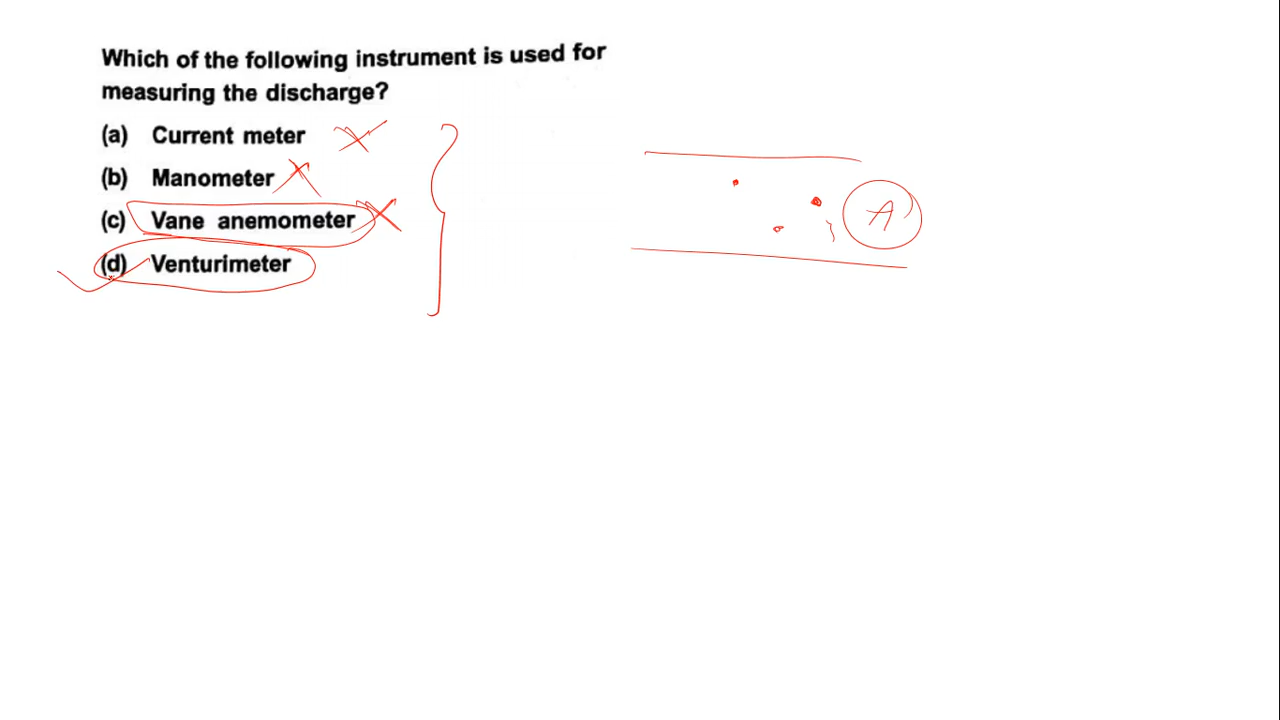 Which of the following instrument is used for
measuring the discharge?
(a) Current meter
(b) Manometer
(c) Vane anemometer
(d) Venturimeter
A